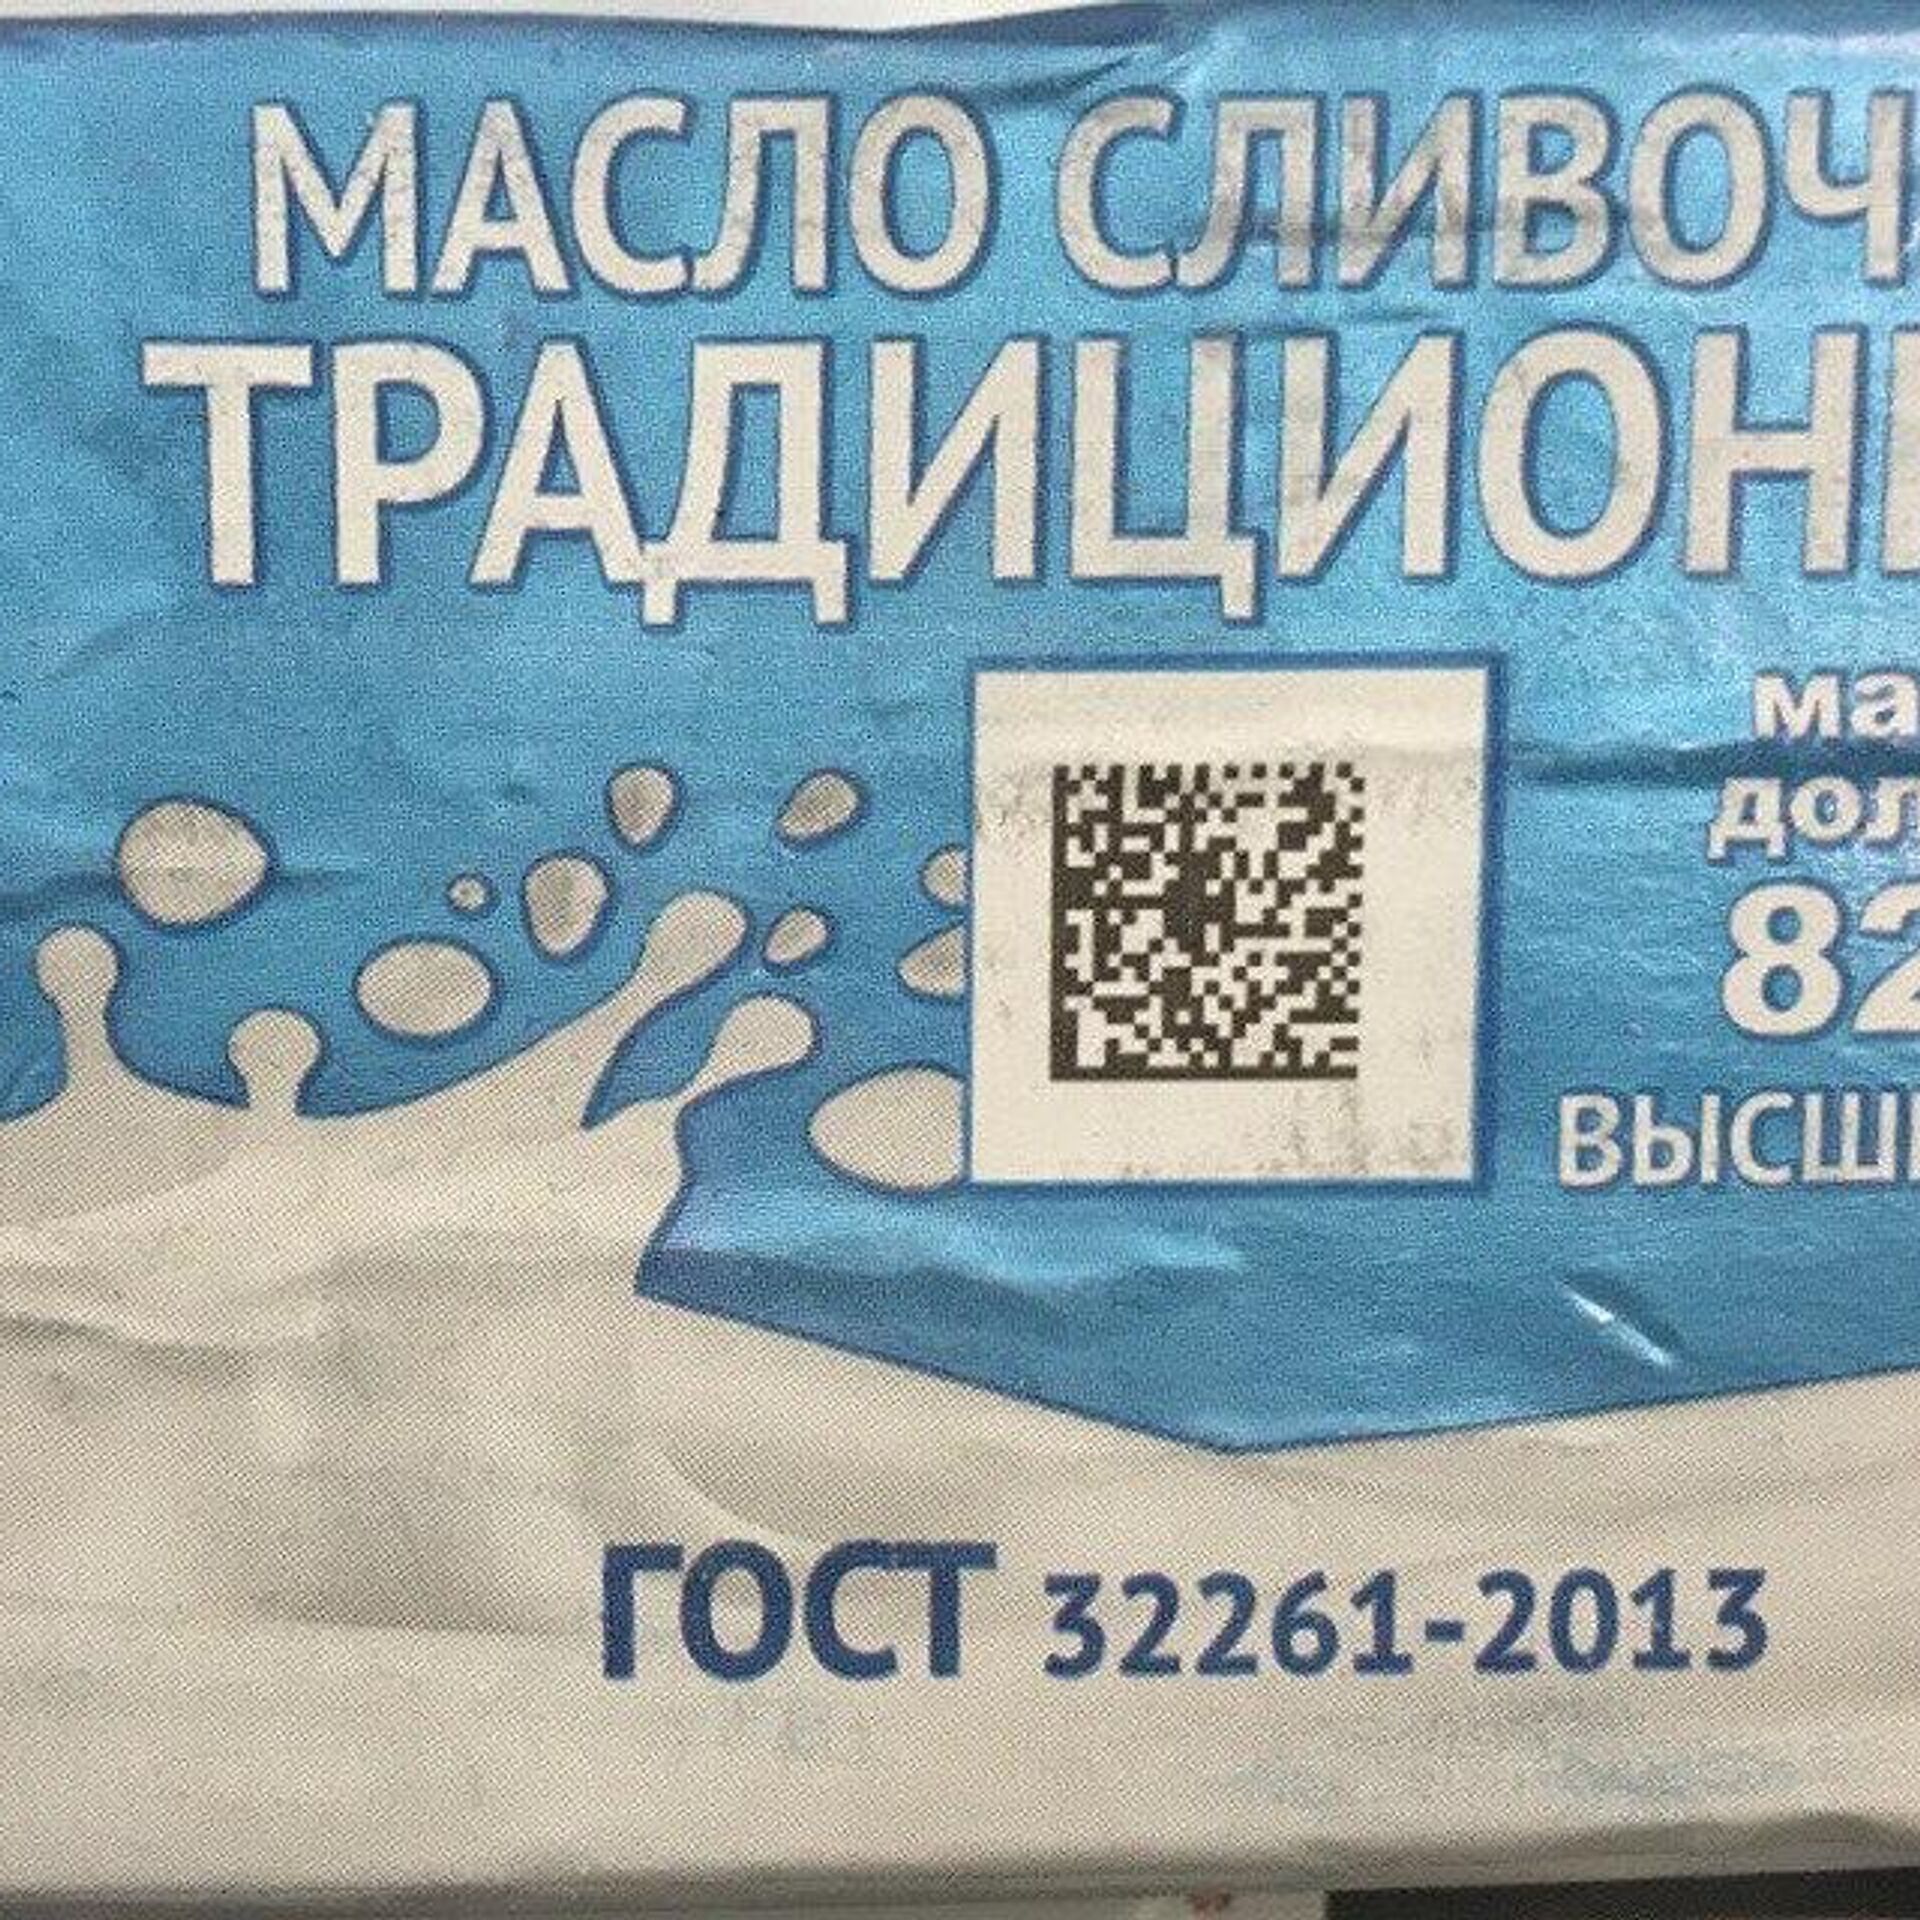 МАСЛО СЛИВОЧ
ТРАДИЦИОН
ма
дол
82
ВЫСШ
ГОСТ 32261-2013